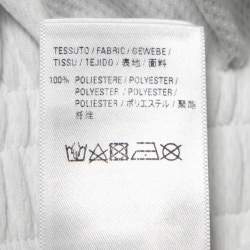 TESSUTO / FABRIC / GEWEBE /
TISSU / TEJIDO / 表地 / 面料
100% POLIESTERE / POLYESTER /
POLYESTER / POLYESTER /
POLIESTER / ポリエステル / 聚酯
纤维